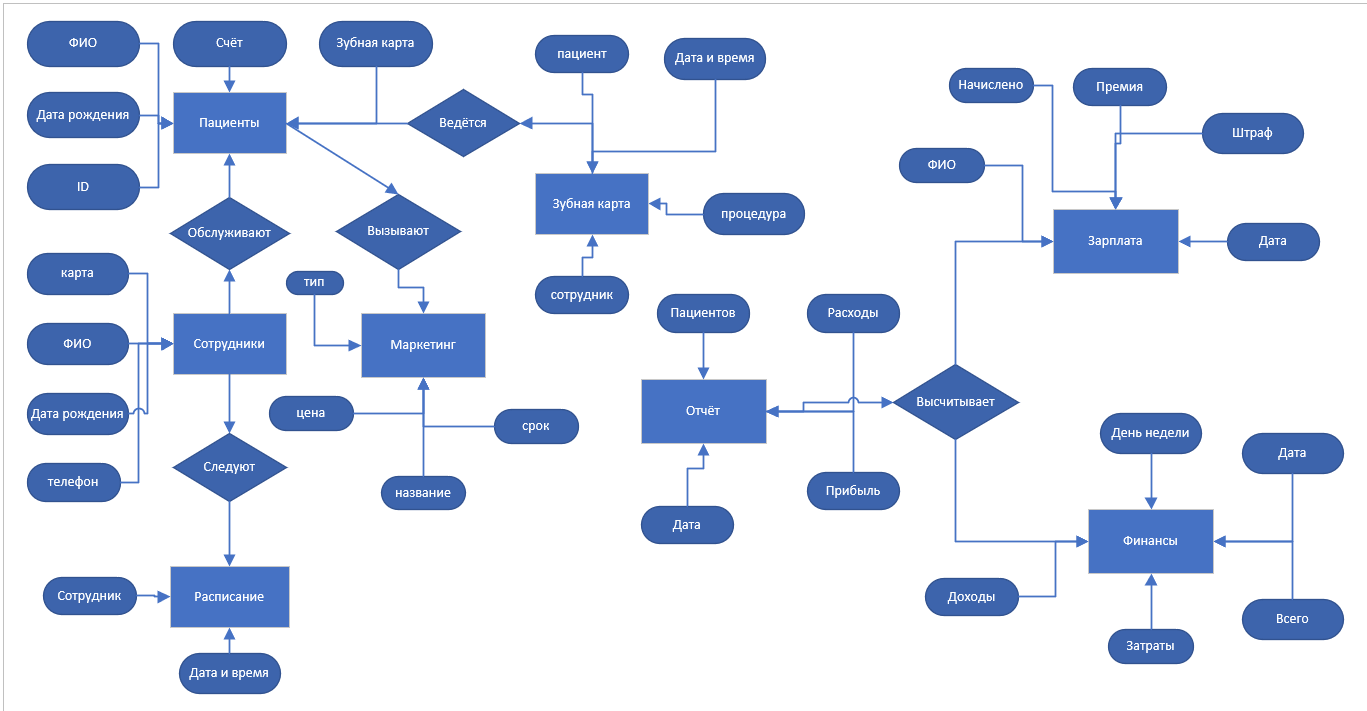 ФИО
Счёт
Зубная карта
пациент
Дата и время
Начислено
Премия
Дата рождения
Пациенты
Ведётся
Штраф
ФИО
ID
Зубная карта
процедура
Обслуживают
Вызывают
Зарплата
Дата
карта
тип
сотрудник
Пациентов
Расходы
ФИО
Сотрудники
Маркетинг
Дата рождения
цена
срок
Отчёт
Высчитывает
День недели
Дата
телефон
Следуют
название
Прибыль
Дата
Финансы
Сотрудник
Расписание
Доходы
Всего
Затраты
Дата и время